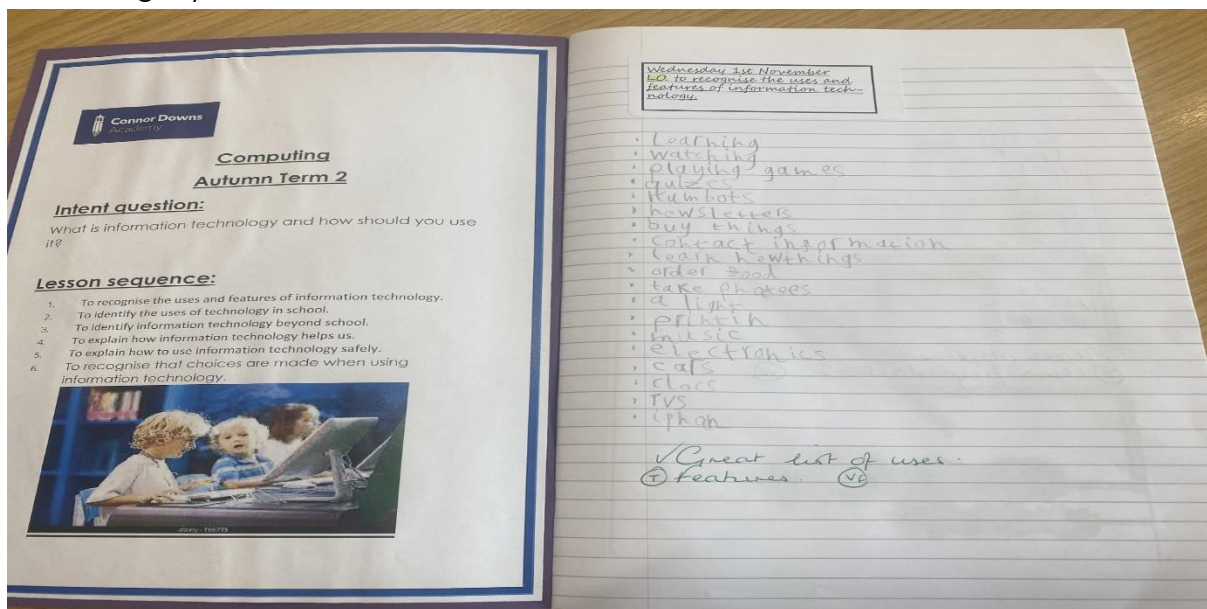 Connor Downs
Academy
Computing
Autumn Term 2
Intent question:
What is information technology and how should you use
it?
Lesson sequence:
1. To recognise the uses and features of information technology.
2. To identify the uses of technology in school.
3. To identify information technology beyond school.
4. To explain how information technology helps us.
5. To explain how to use information technology safely.
6. To recognise that choices are made when using
information technology.
Wednesday 1st November
LO. to recognise the uses and
features of information tech-
nology.
• Learning
• watching
• playing games
• quizes
• Numbots
• newsletters
• buy things
• contact information
• learn newthings
• order food
• take photoes
• a light
• printin
• music
• electronics
• cars
• clocs
• TVS
• iphan
✓ Great list of uses.
T features. VF